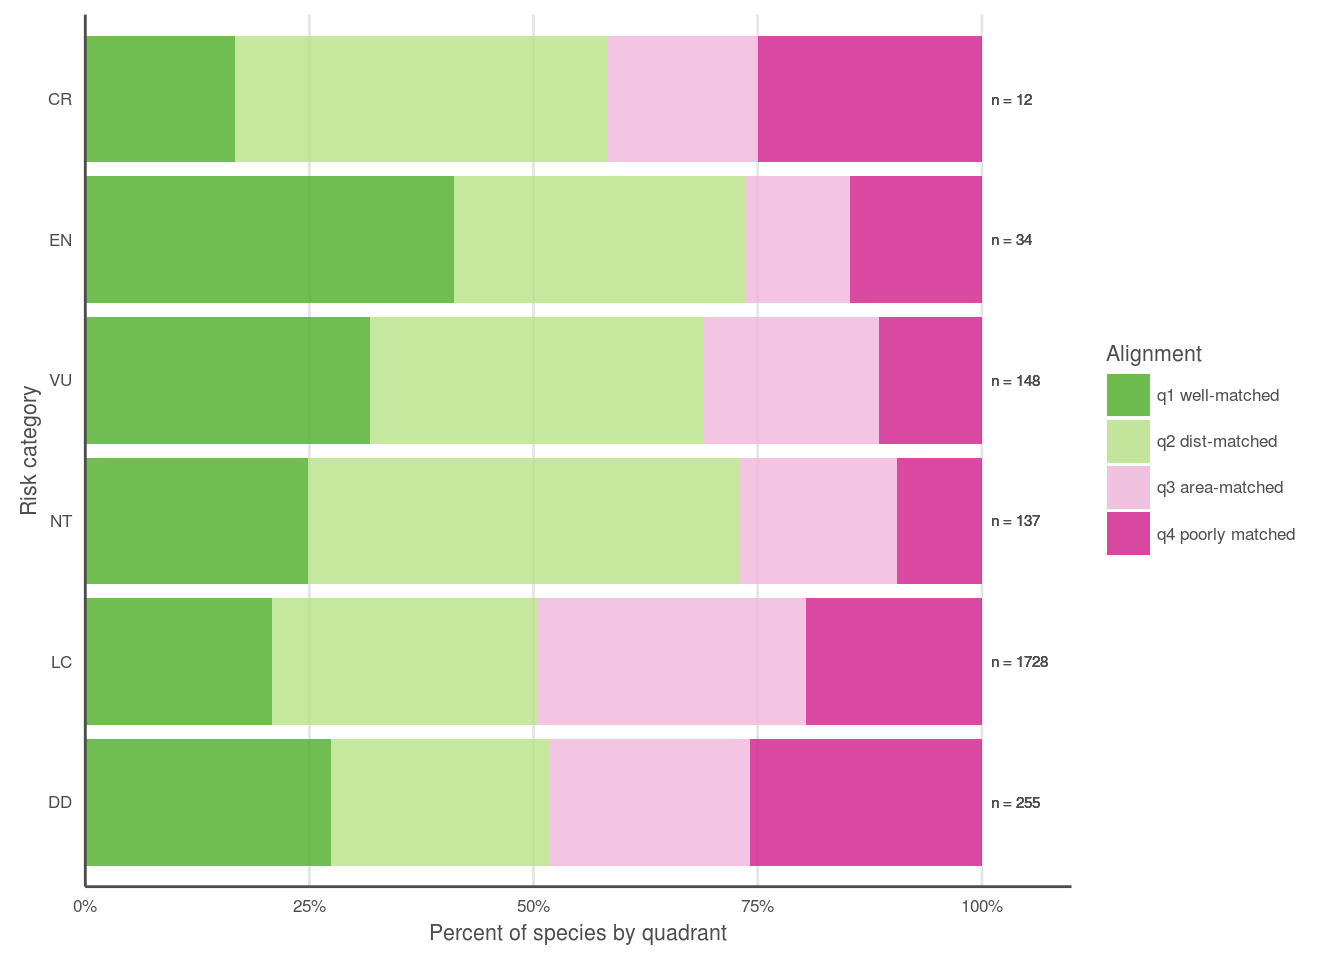 CR
n = 12
EN
n = 34
VU
n = 148
NT
n = 137
LC
n = 1728
DD
n = 255
0% 25% 50% 75% 100%
Percent of species by quadrant
Risk category
Alignment
q1 well-matched
q2 dist-matched
q3 area-matched
q4 poorly matched